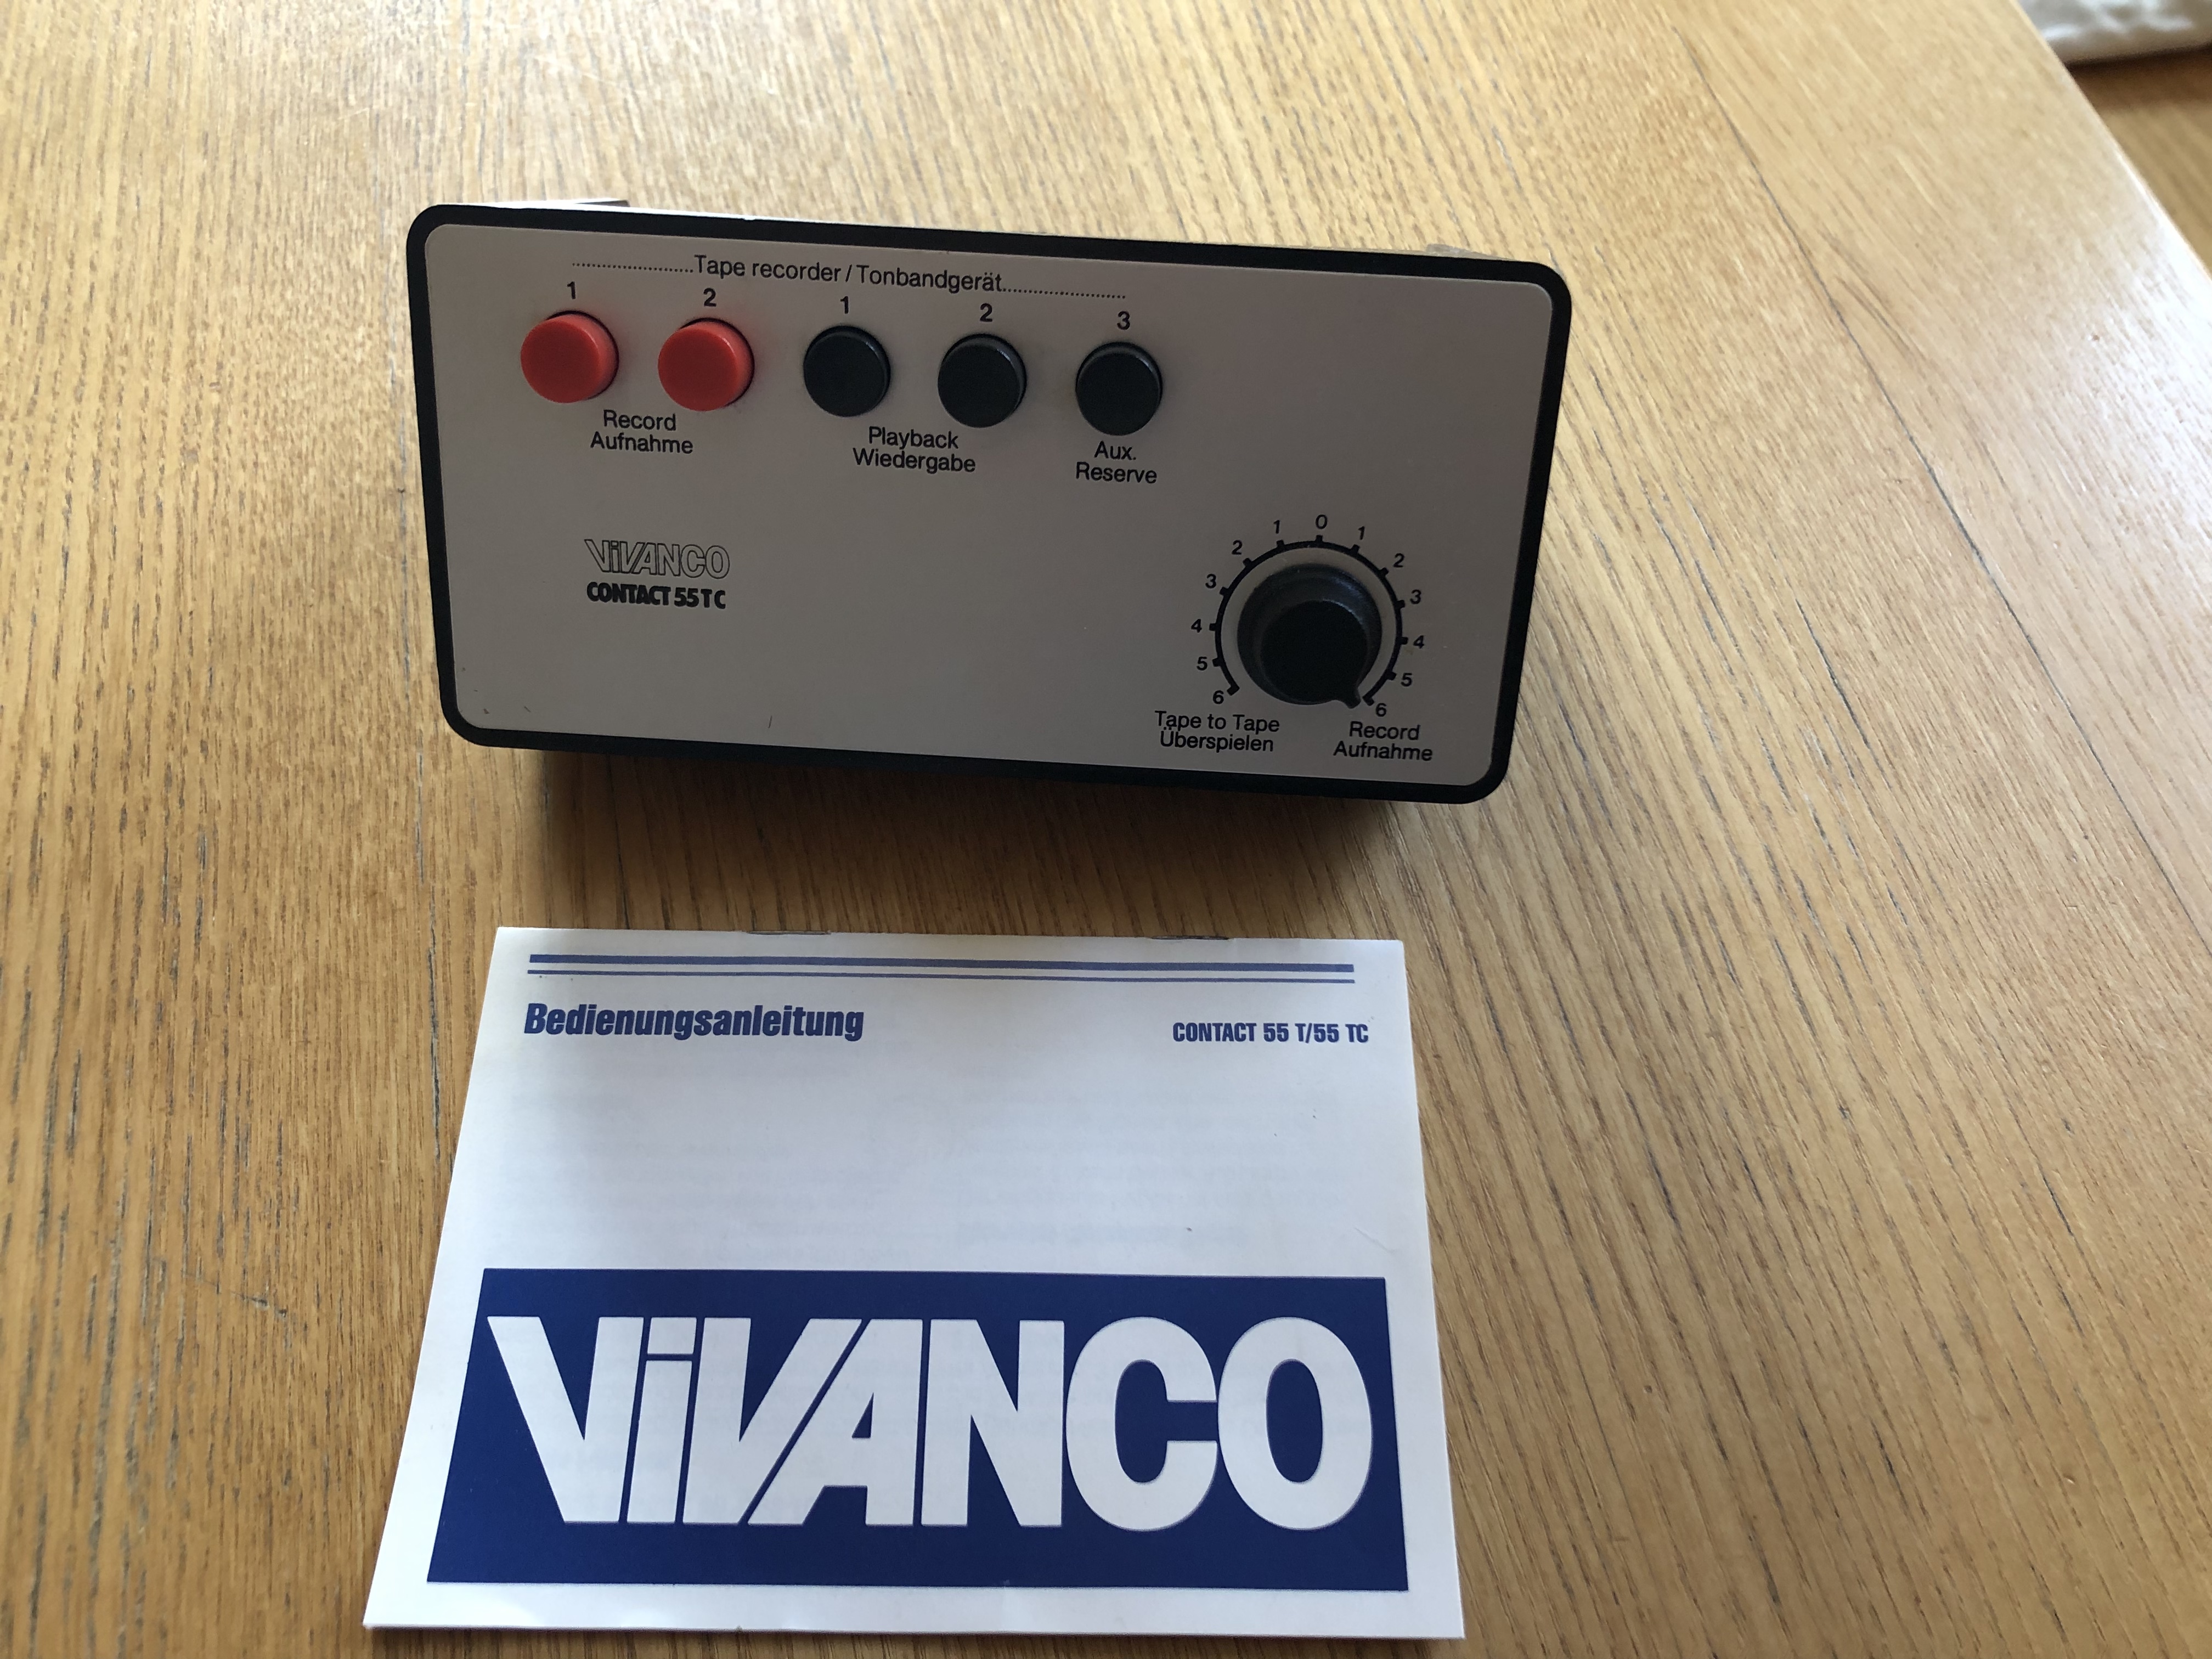 Tape recorder / Tonbandgerät
1 2 1 2 3
Record Playback Aux.
Aufnahme Wiedergabe Reserve
ViVANCO
CONTACT 55 TC
6 5 4 3 2 1 0 1 2 3 4 5 6
Tape to Tape Record
Überspielen Aufnahme
Bedienungsanleitung CONTACT 55 T/55 TC
ViVANCO